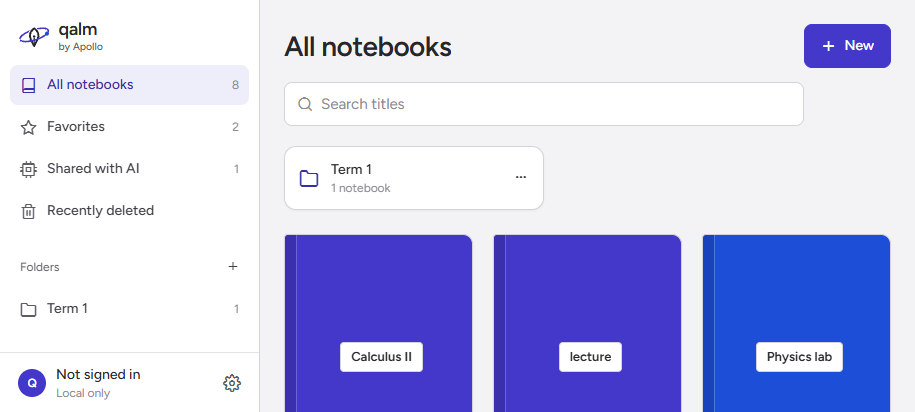 qalm
by Apollo
All notebooks 8
Favorites 2
Shared with AI 1
Recently deleted
Folders +
Term 1 1
Q
Not signed in
Local only
All notebooks
+ New
Search titles
Term 1
1 notebook
...
Calculus II
lecture
Physics lab